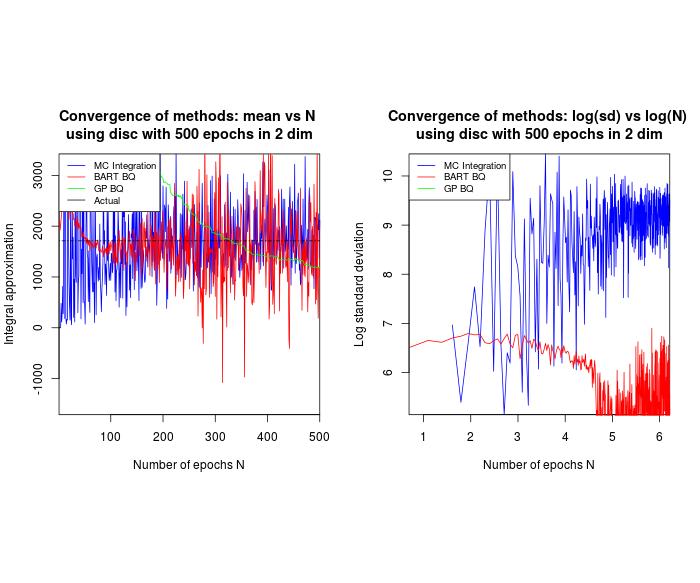 Convergence of methods: mean vs N
using disc with 500 epochs in 2 dim
MC Integration
BART BQ
GP BQ
Actual
Integral approximation
3000
2000
1000
0
-1000
100 200 300 400 500
Number of epochs N
Convergence of methods: log(sd) vs log(N)
using disc with 500 epochs in 2 dim
MC Integration
BART BQ
GP BQ
Log standard deviation
10
9
8
7
6
1 2 3 4 5 6
Number of epochs N